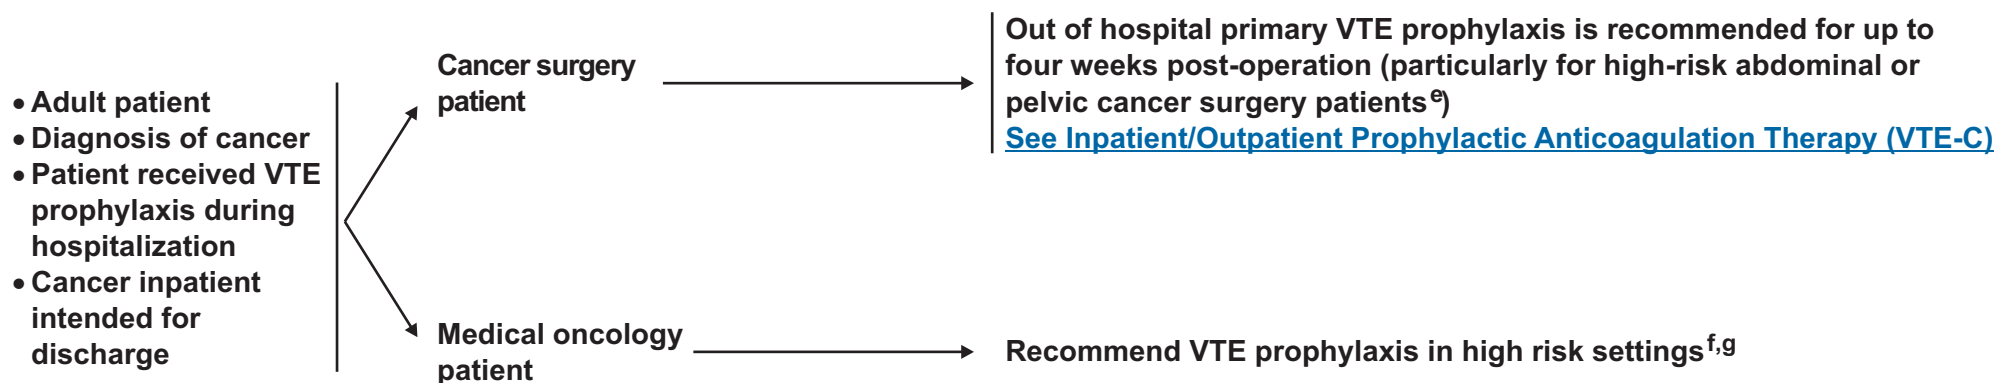 • Adult patient
• Diagnosis of cancer
• Patient received VTE
prophylaxis during
hospitalization
• Cancer inpatient
intended for
discharge
Cancer surgery
patient
Out of hospital primary VTE prophylaxis is recommended for up to
four weeks post-operation (particularly for high-risk abdominal or
pelvic cancer surgery patientse)
See Inpatient/Outpatient Prophylactic Anticoagulation Therapy (VTE-C)
Medical oncology
patient
Recommend VTE prophylaxis in high risk settingsf,g